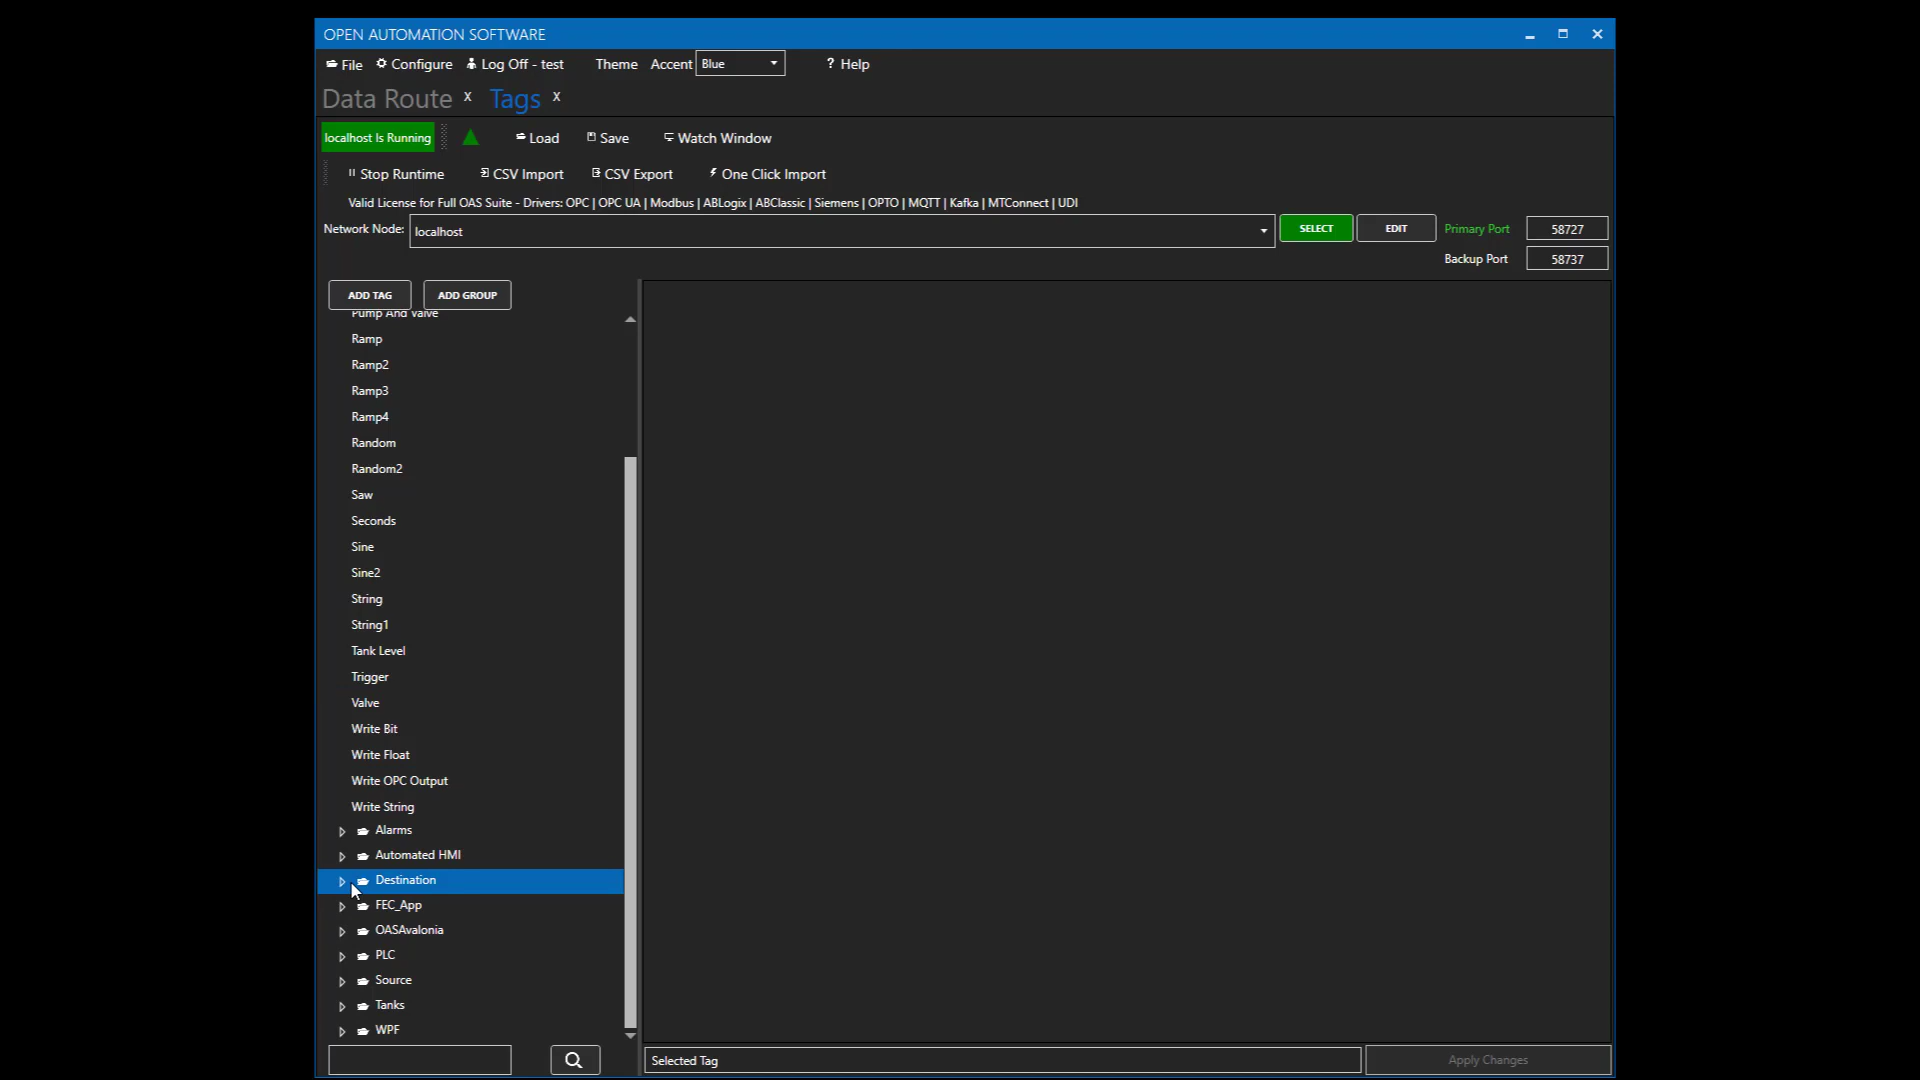 OPEN AUTOMATION SOFTWARE
File Configure Log Off - test Theme Accent Blue ? Help
Data Route x Tags x
localhost Is Running Load Save Watch Window
Stop Runtime CSV Import CSV Export One Click Import
Valid License for Full OAS Suite - Drivers: OPC | OPC UA | Modbus | ABLogix | ABClassic | Siemens | OPTO | MQTT | Kafka | MTConnect | UDI
Network Node: localhost SELECT EDIT Primary Port 58727
Backup Port 58737
ADD TAG ADD GROUP
Pump And Valve
Ramp
Ramp2
Ramp3
Ramp4
Random
Random2
Saw
Seconds
Sine
Sine2
String
String1
Tank Level
Trigger
Valve
Write Bit
Write Float
Write OPC Output
Write String
Alarms
Automated HMI
Destination
FEC_App
OASAvalonia
PLC
Source
Tanks
WPF
Selected Tag Apply Changes